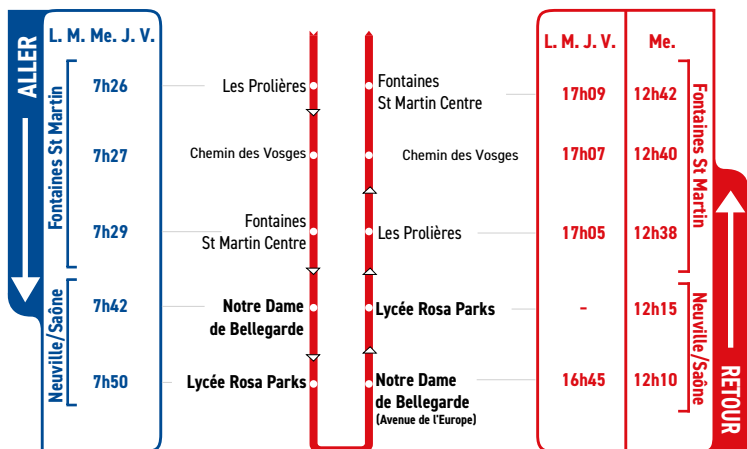 ALLER
L. M. Me. J. V.
Fontaines St Martin
7h26
7h27
7h29
Neuville/Saône
7h42
7h50
Les Prolières
Chemin des Vosges
Fontaines
St Martin Centre
Notre Dame
de Bellegarde
Lycée Rosa Parks
Fontaines
St Martin Centre
Chemin des Vosges
Les Prolières
Lycée Rosa Parks
Notre Dame
de Bellegarde
(Avenue de l'Europe)
L. M. J. V. Me.
17h09 12h42
17h07 12h40
17h05 12h38
- 12h15
16h45 12h10
Fontaines St Martin
Neuville/Saône
RETOUR